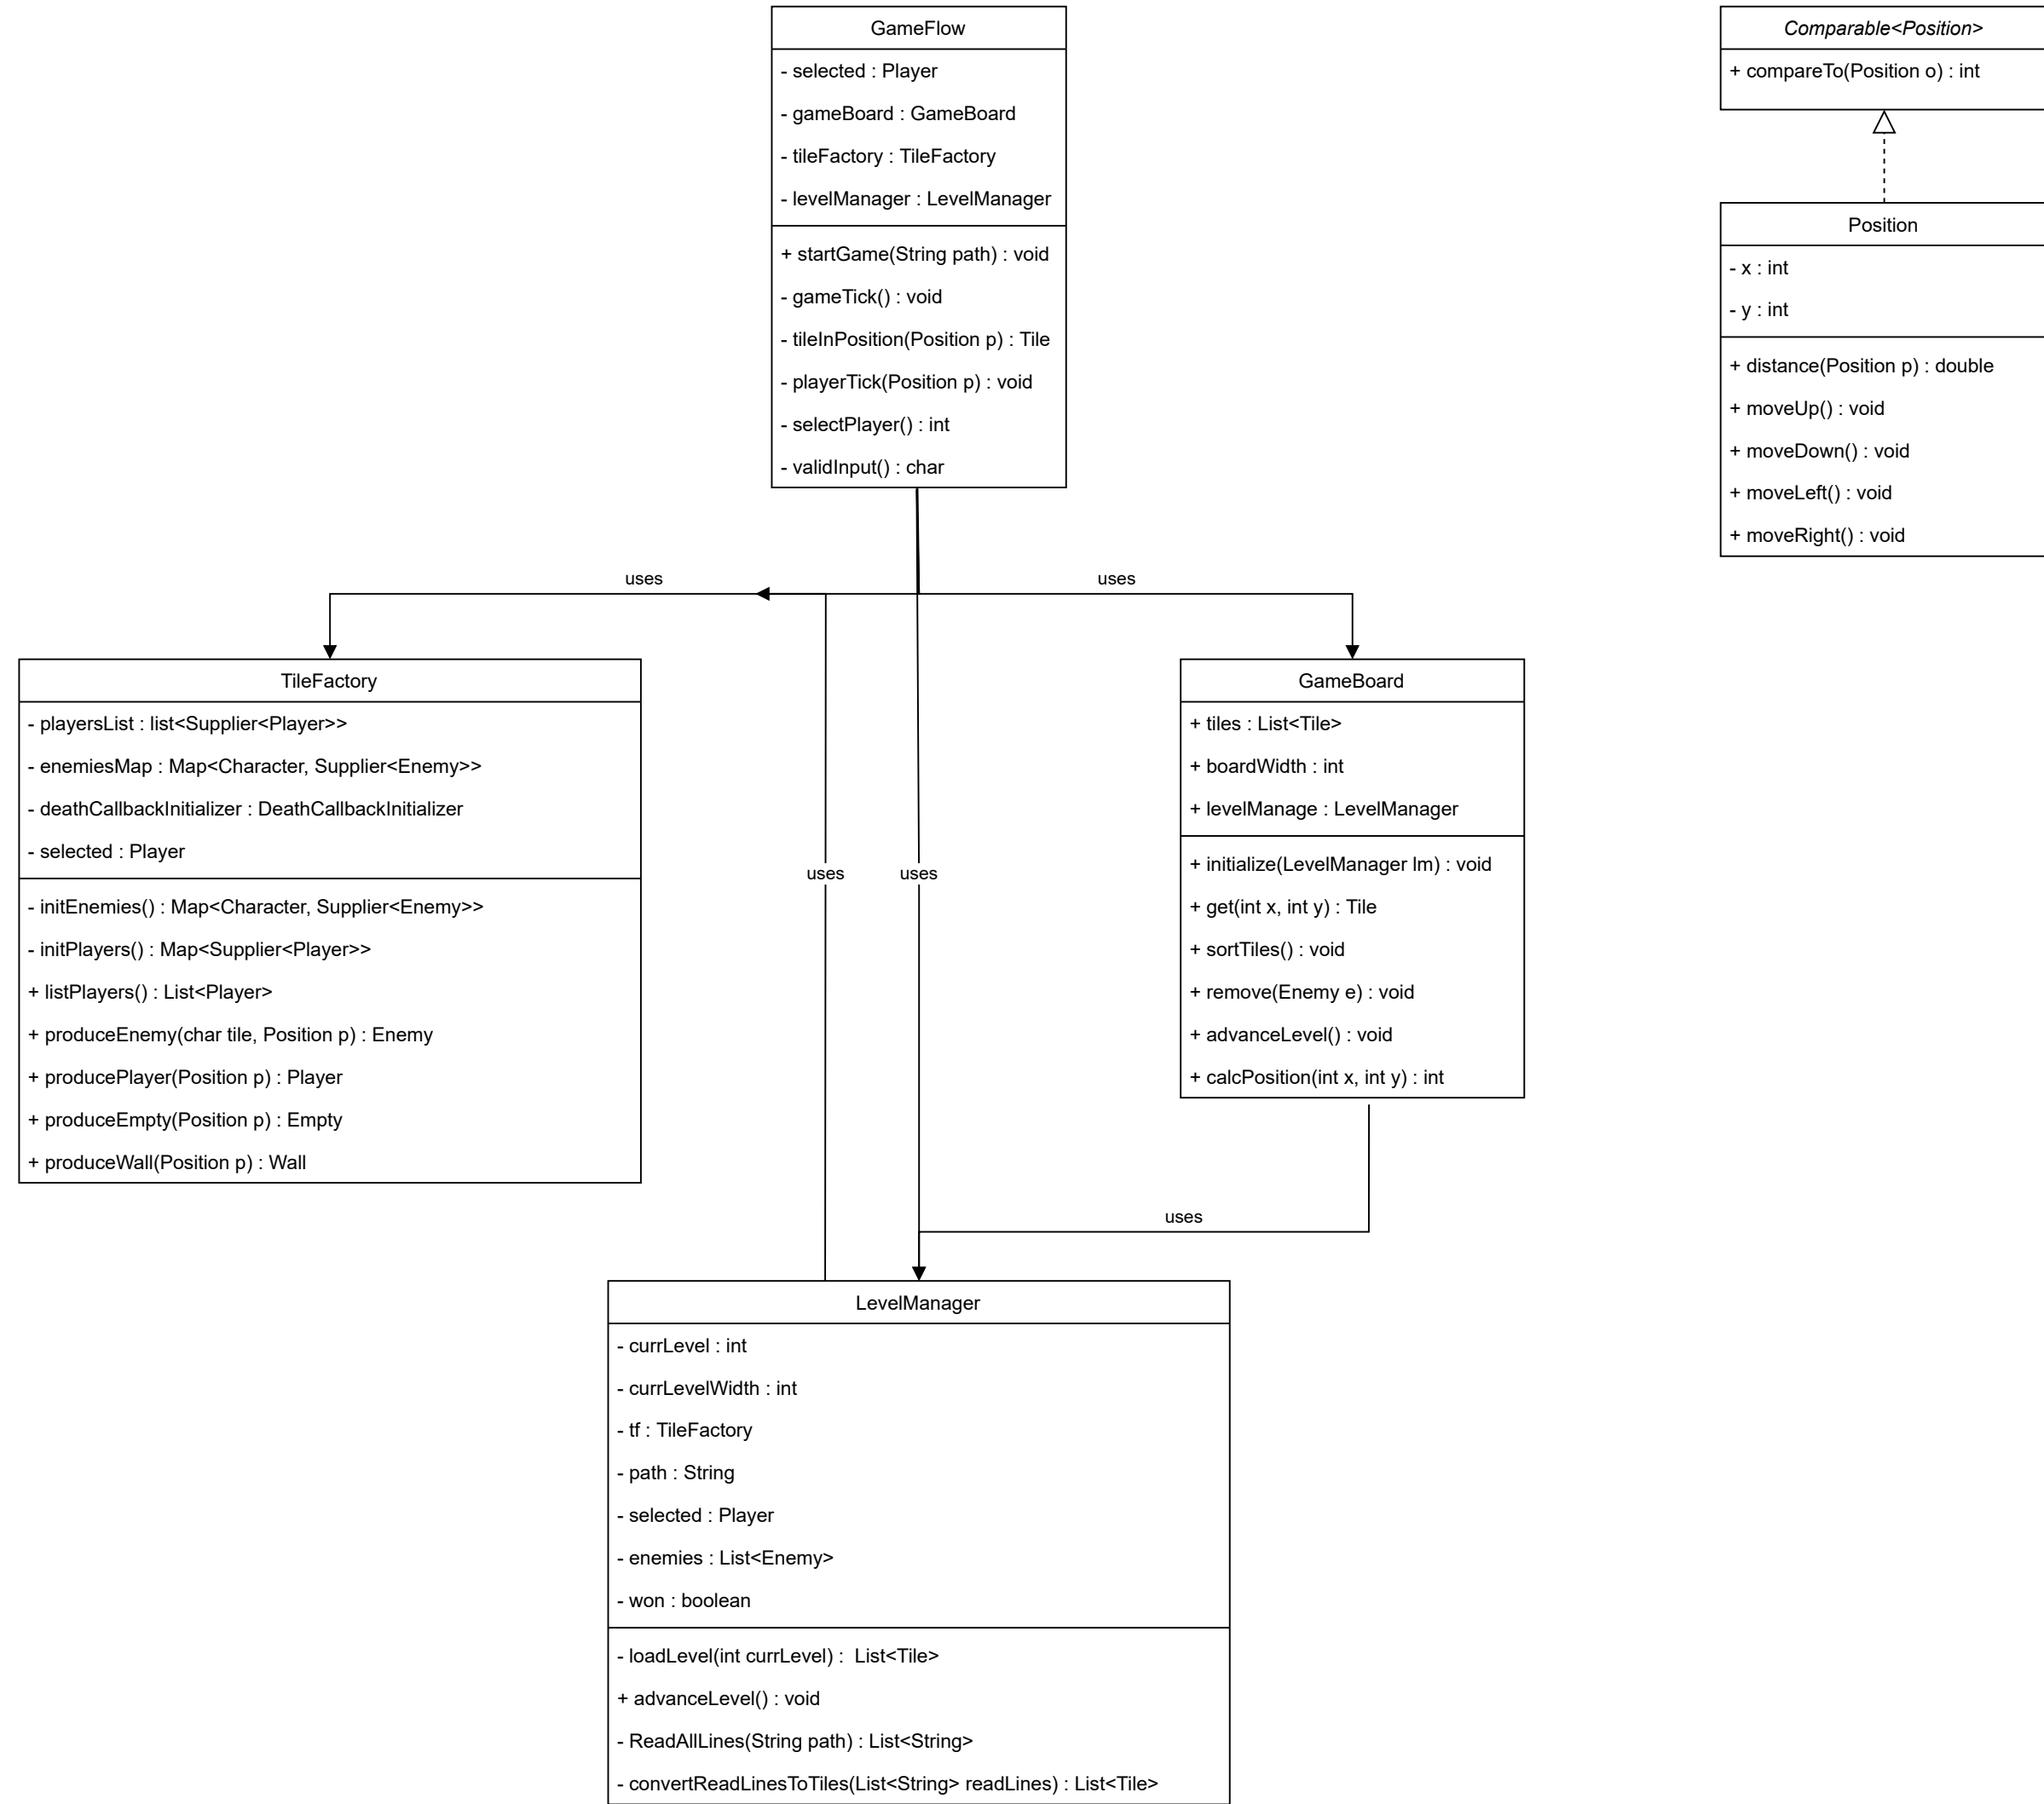 GameFlow
- selected : Player
- gameBoard : GameBoard
- tileFactory : TileFactory
- levelManager : LevelManager
+ startGame(String path) : void
- gameTick() : void
- tileInPosition(Position p) : Tile
- playerTick(Position p) : void
- selectPlayer() : int
- validInput() : char
Comparable<Position>
+ compareTo(Position o) : int
Position
- x : int
- y : int
+ distance(Position p) : double
+ moveUp() : void
+ moveDown() : void
+ moveLeft() : void
+ moveRight() : void
uses
uses
TileFactory
- playersList : list<Supplier<Player>>
- enemiesMap : Map<Character, Supplier<Enemy>>
- deathCallbackInitializer : DeathCallbackInitializer
- selected : Player
- initEnemies() : Map<Character, Supplier<Enemy>>
- initPlayers() : Map<Supplier<Player>>
+ listPlayers() : List<Player>
+ produceEnemy(char tile, Position p) : Enemy
+ producePlayer(Position p) : Player
+ produceEmpty(Position p) : Empty
+ produceWall(Position p) : Wall
uses
uses
GameBoard
+ tiles : List<Tile>
+ boardWidth : int
+ levelManage : LevelManager
+ initialize(LevelManager lm) : void
+ get(int x, int y) : Tile
+ sortTiles() : void
+ remove(Enemy e) : void
+ advanceLevel() : void
+ calcPosition(int x, int y) : int
uses
LevelManager
- currLevel : int
- currLevelWidth : int
- tf : TileFactory
- path : String
- selected : Player
- enemies : List<Enemy>
- won : boolean
- loadLevel(int currLevel) :  List<Tile>
+ advanceLevel() : void
- ReadAllLines(String path) : List<String>
- convertReadLinesToTiles(List<String> readLines) : List<Tile>